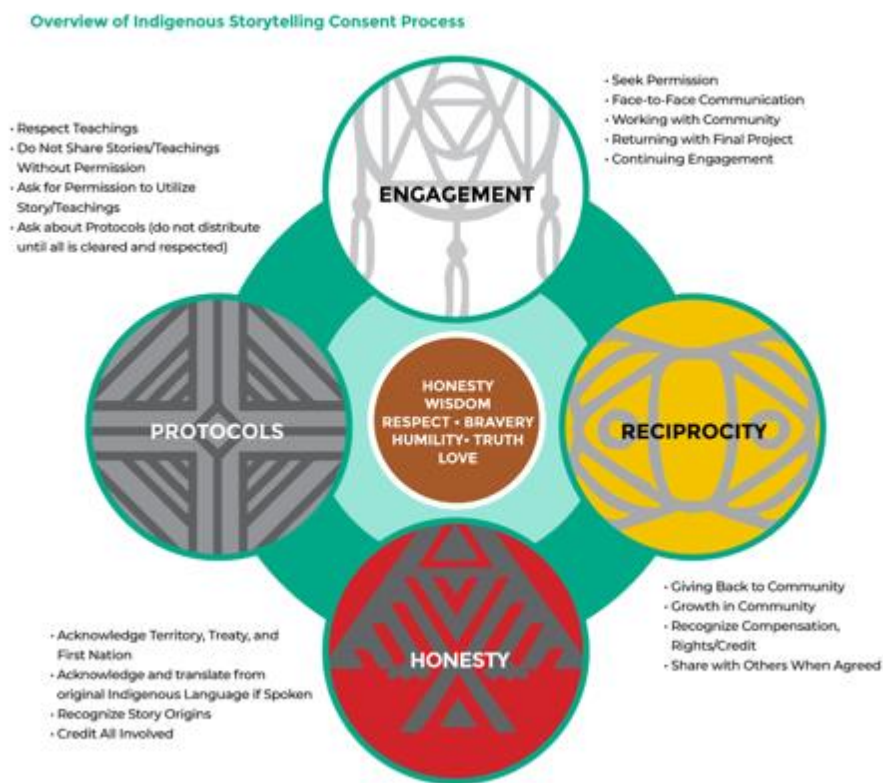 Overview of Indigenous Storytelling Consent Process
• Seek Permission
• Face-to-Face Communication
• Working with Community
• Returning with Final Project
• Continuing Engagement
• Respect Teachings
• Do Not Share Stories/Teachings
Without Permission
• Ask for Permission to Utilize
Story/Teachings
• Ask about Protocols (do not distribute
until all is cleared and respected)
ENGAGEMENT
PROTOCOLS
HONESTY
WISDOM
RESPECT • BRAVERY
HUMILITY• TRUTH
LOVE
RECIPROCITY
HONESTY
• Giving Back to Community
• Growth in Community
• Recognize Compensation,
Rights/Credit
• Share with Others When Agreed
• Acknowledge Territory, Treaty, and
First Nation
• Acknowledge and translate from
original Indigenous Language if Spoken
• Recognize Story Origins
• Credit All Involved